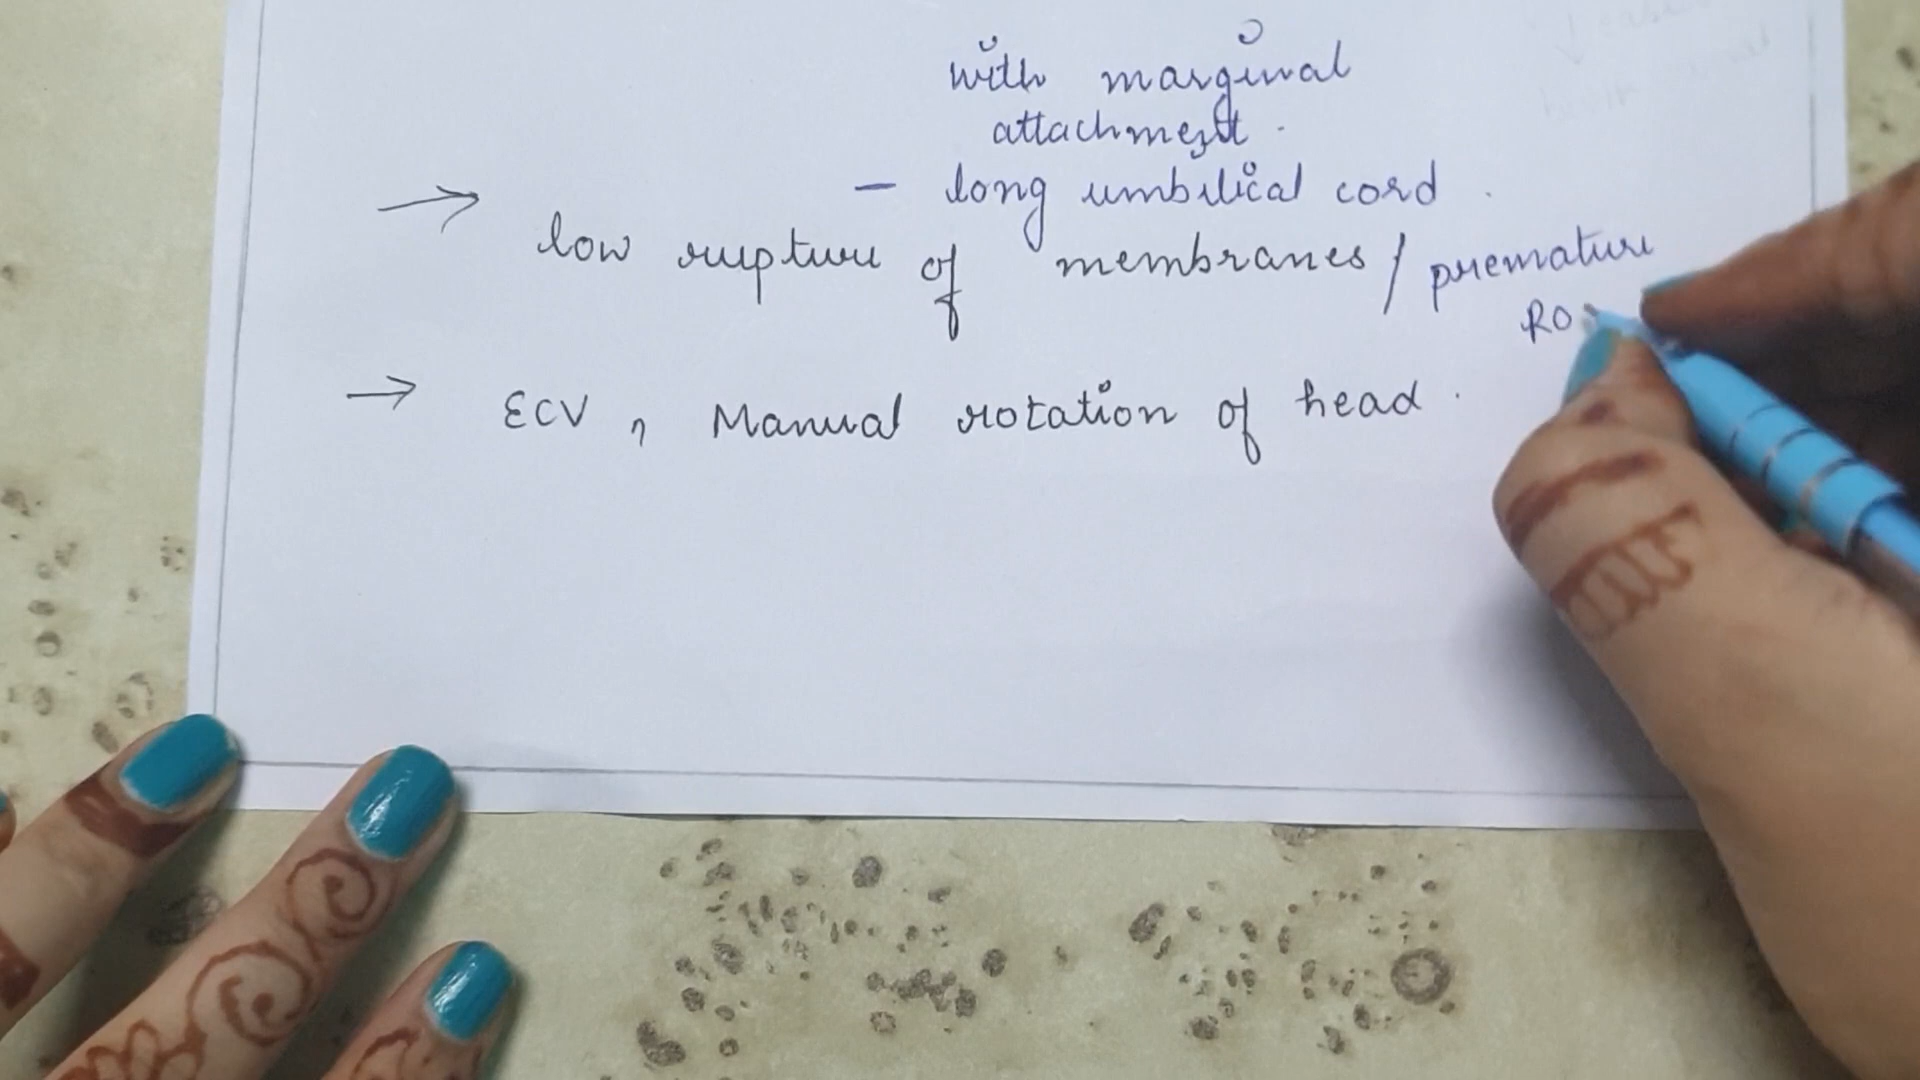 with marginal
attachment.
- long umbilical cord.
→ low rupture of membranes / premature
RO
→ ECV, Manual rotation of head.